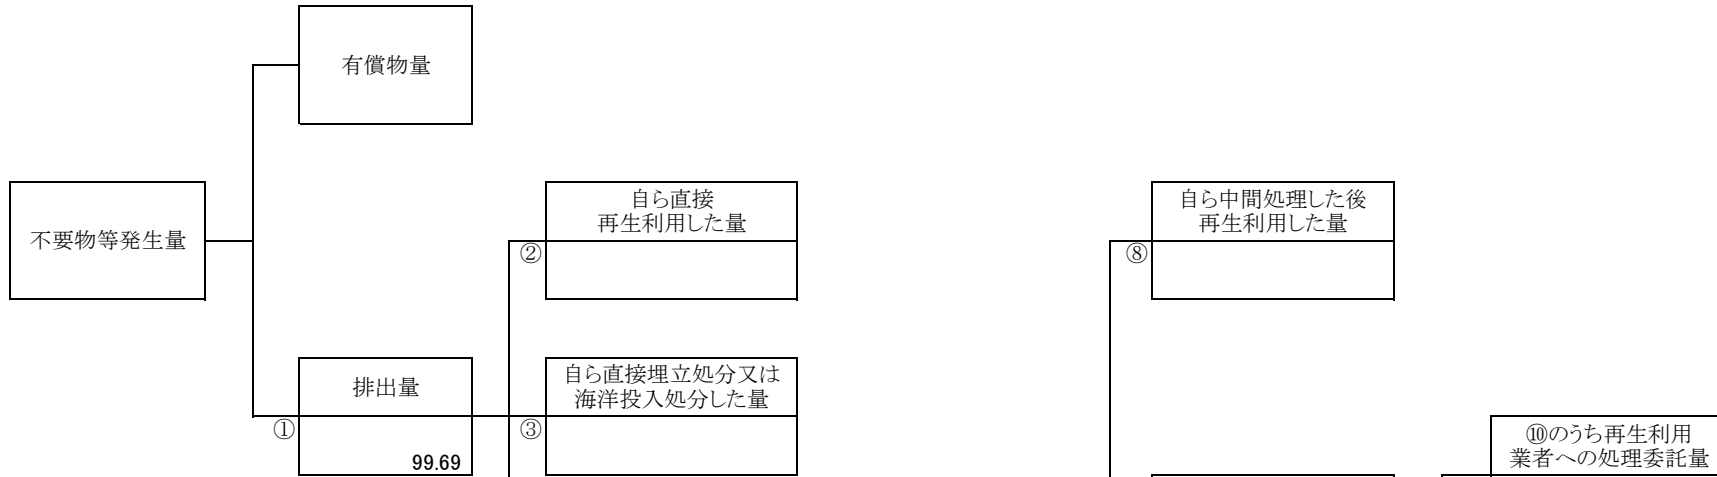 有償物量
不要物等発生量
自ら直接
再生利用した量
②
自ら中間処理した後
再生利用した量
⑧
排出量
①
99.69
自ら直接埋立処分又は
海洋投入処分した量
③
⑩のうち再生利用
業者への処理委託量